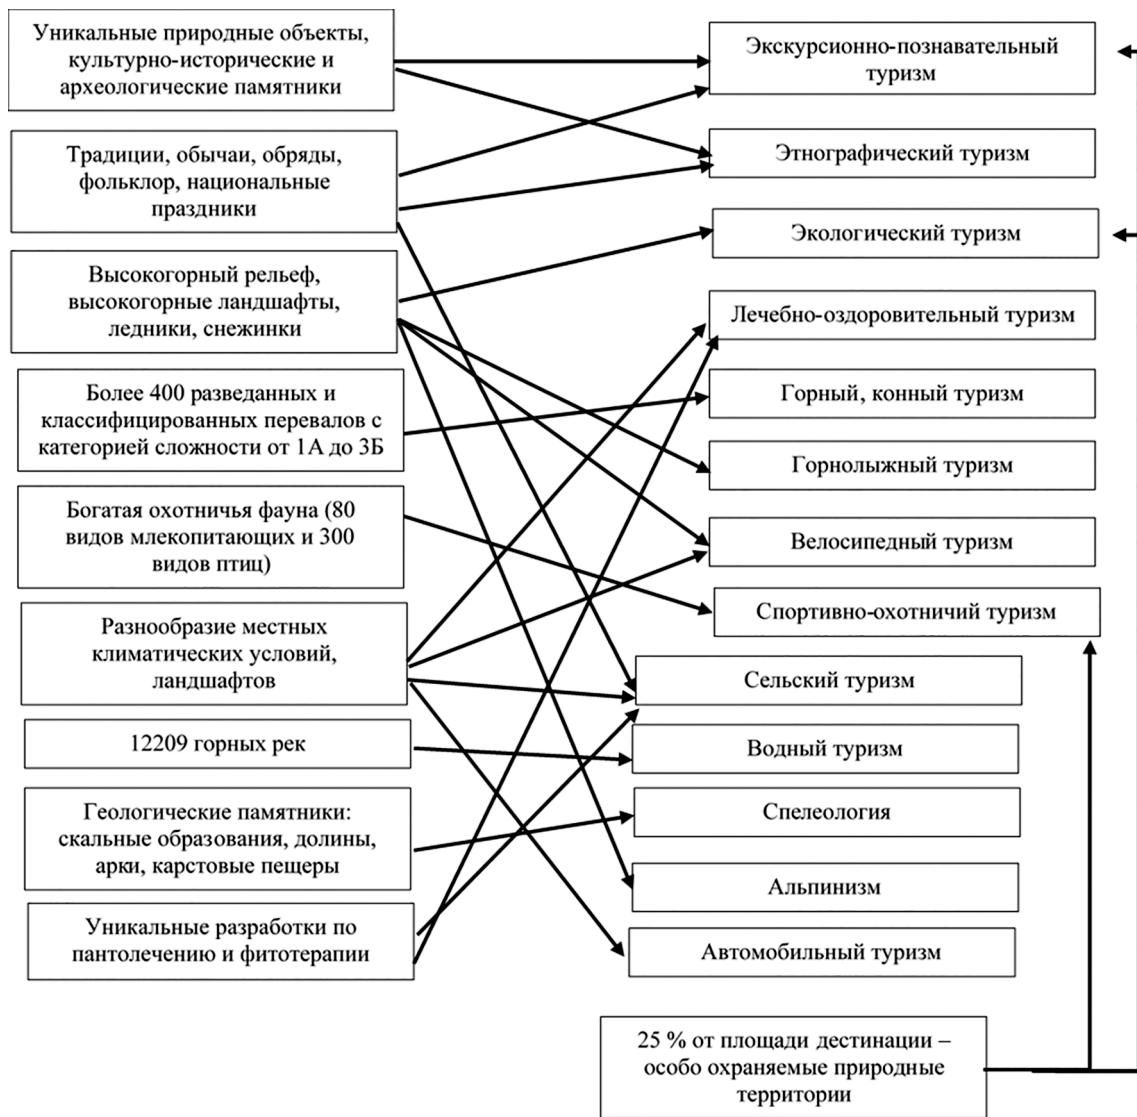 Уникальные природные объекты,
культурно-исторические и
археологические памятники
Традиции, обычаи, обряды,
фольклор, национальные
праздники
Высокогорный рельеф,
высокогорные ландшафты,
ледники, снежинки
Более 400 разведанных и
классифицированных перевалов с
категорией сложности от 1А до 3Б
Богатая охотничья фауна (80
видов млекопитающих и 300
видов птиц)
Разнообразие местных
климатических условий,
ландшафтов
12209 горных рек
Геологические памятники:
скальные образования, долины,
арки, карстовые пещеры
Уникальные разработки по
пантолечению и фитотерапии
Экскурсионно-познавательный
туризм
Этнографический туризм
Экологический туризм
Лечебно-оздоровительный туризм
Горный, конный туризм
Горнолыжный туризм
Велосипедный туризм
Спортивно-охотничий туризм
Сельский туризм
Водный туризм
Спелеология
Альпинизм
Автомобильный туризм
25 % от площади дестинации –
особо охраняемые природные
территории